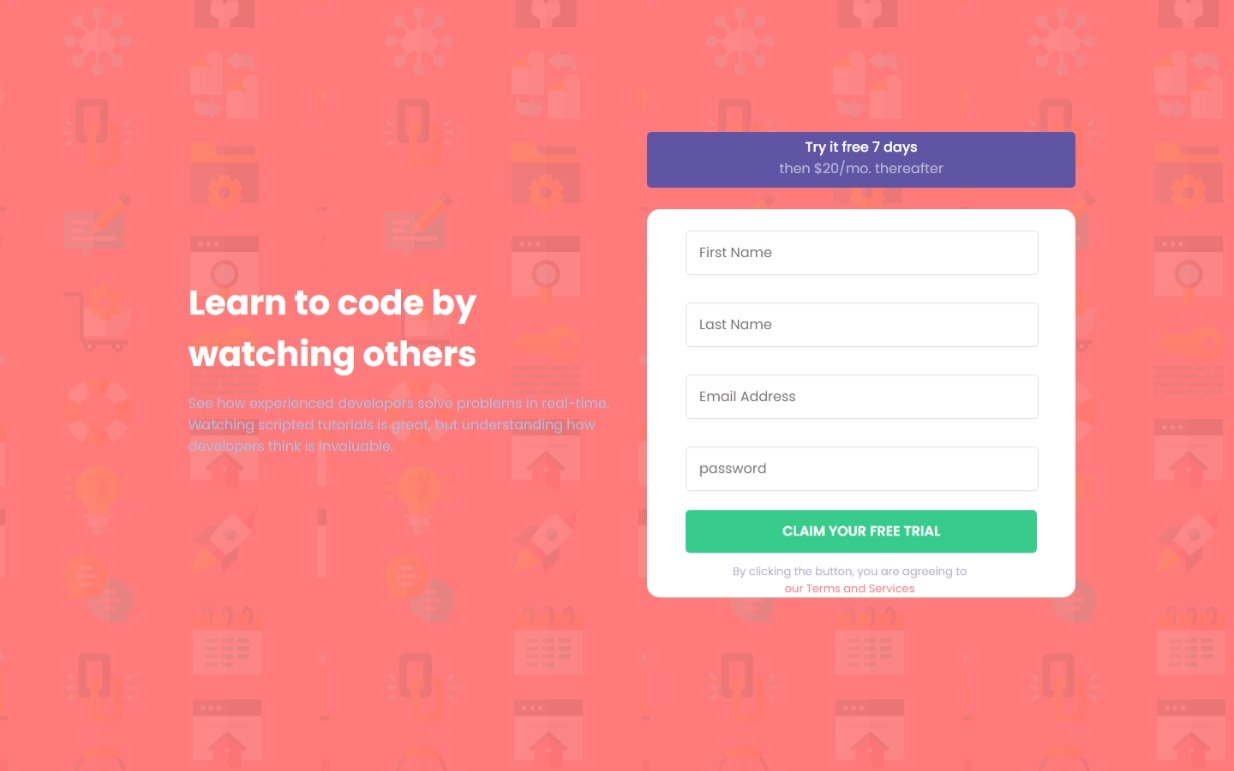 Learn to code by
watching others
See how experienced developers solve problems in real-time.
Watching scripted tutorials is great, but understanding how
developers think is invaluable.
Try it free 7 days
then $20/mo. thereafter
First Name
Last Name
Email Address
password
CLAIM YOUR FREE TRIAL
By clicking the button, you are agreeing to
our Terms and Services